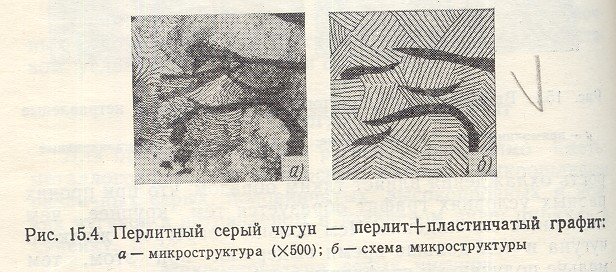 а)
б)
Рис. 15.4. Перлитный серый чугун — перлит+пластинчатый графит:
а — микроструктура (×500); б — схема микроструктуры